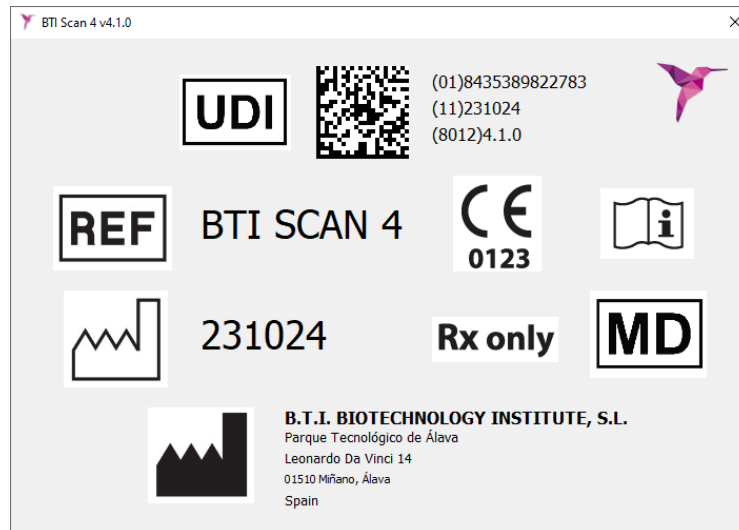 BTI Scan 4 v4.1.0
UDI
(01)8435389822783
(11)231024
(8012)4.1.0
REF
BTI SCAN 4
CE
0123
i
231024
Rx only
MD
B.T.I. BIOTECHNOLOGY INSTITUTE, S.L.
Parque Tecnológico de Álava
Leonardo Da Vinci 14
01510 Miñano, Álava
Spain